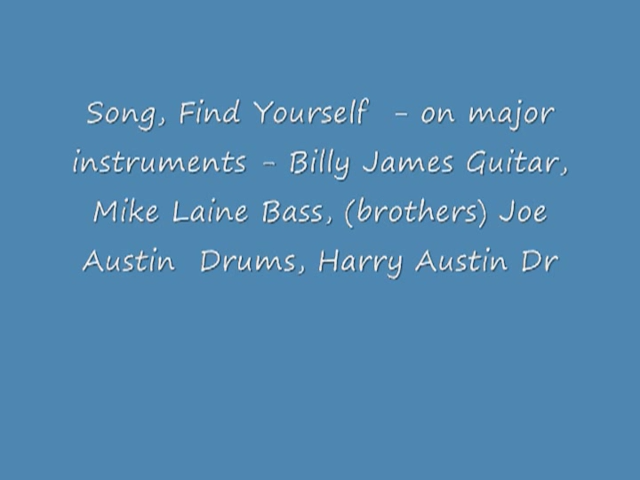 Song, Find Yourself - on major
instruments - Billy James Guitar,
Mike Laine Bass, (brothers) Joe
Austin Drums, Harry Austin Dr